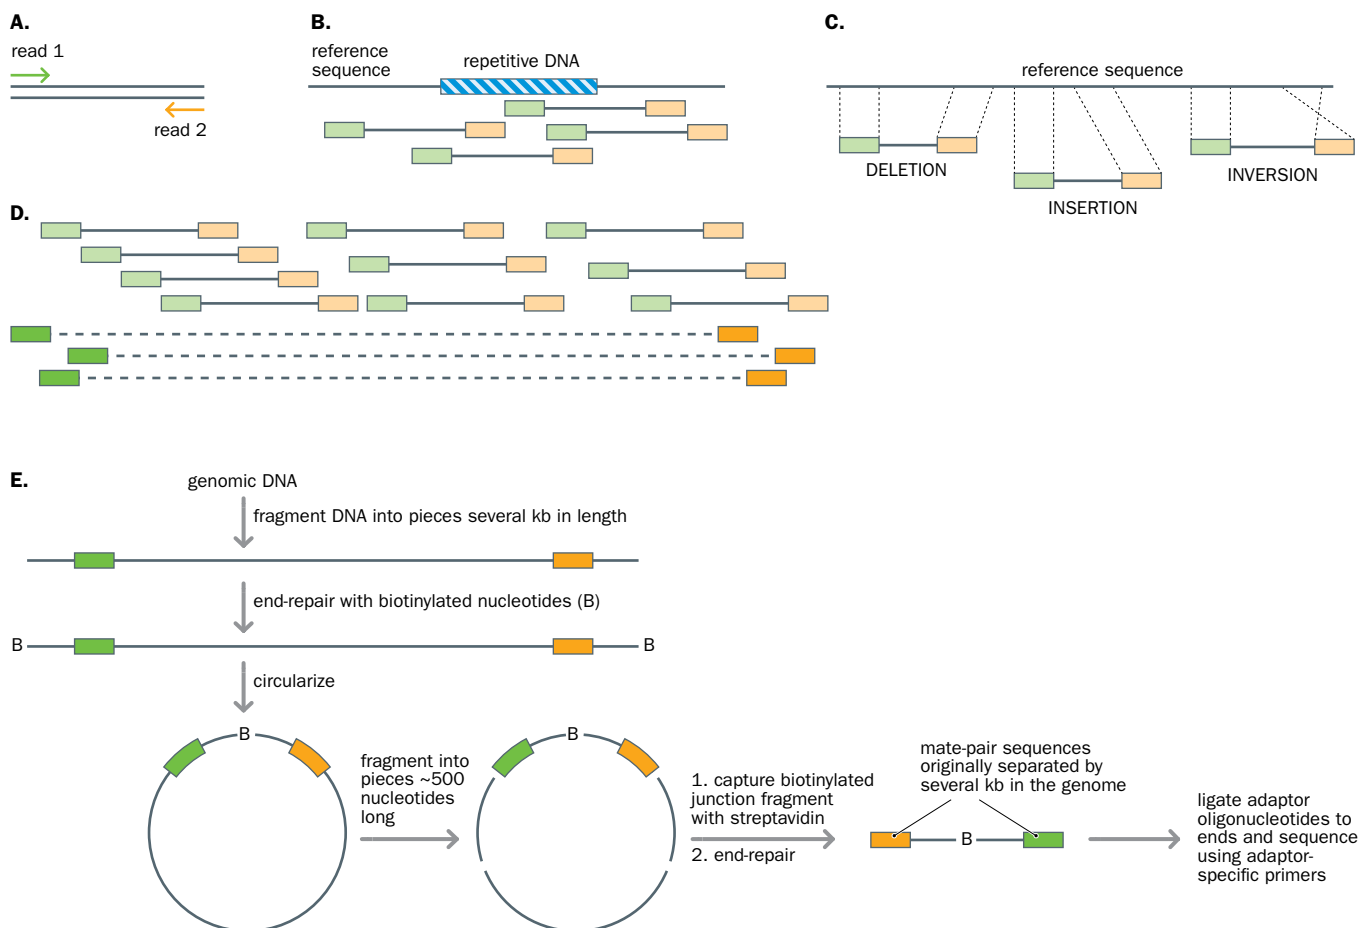 A.
read 1
read 2
B.
reference
sequence
repetitive DNA
C.
reference sequence
DELETION
INSERTION
INVERSION
D.
E.
genomic DNA
fragment DNA into pieces several kb in length
end-repair with biotinylated nucleotides (B)
B
B
circularize
B
fragment into
pieces ~500
nucleotides
long
B
1. capture biotinylated
junction fragment
with streptavidin
2. end-repair
mate-pair sequences
originally separated by
several kb in the genome
B
ligate adaptor
oligonucleotides to
ends and sequence
using adaptor-
specific primers